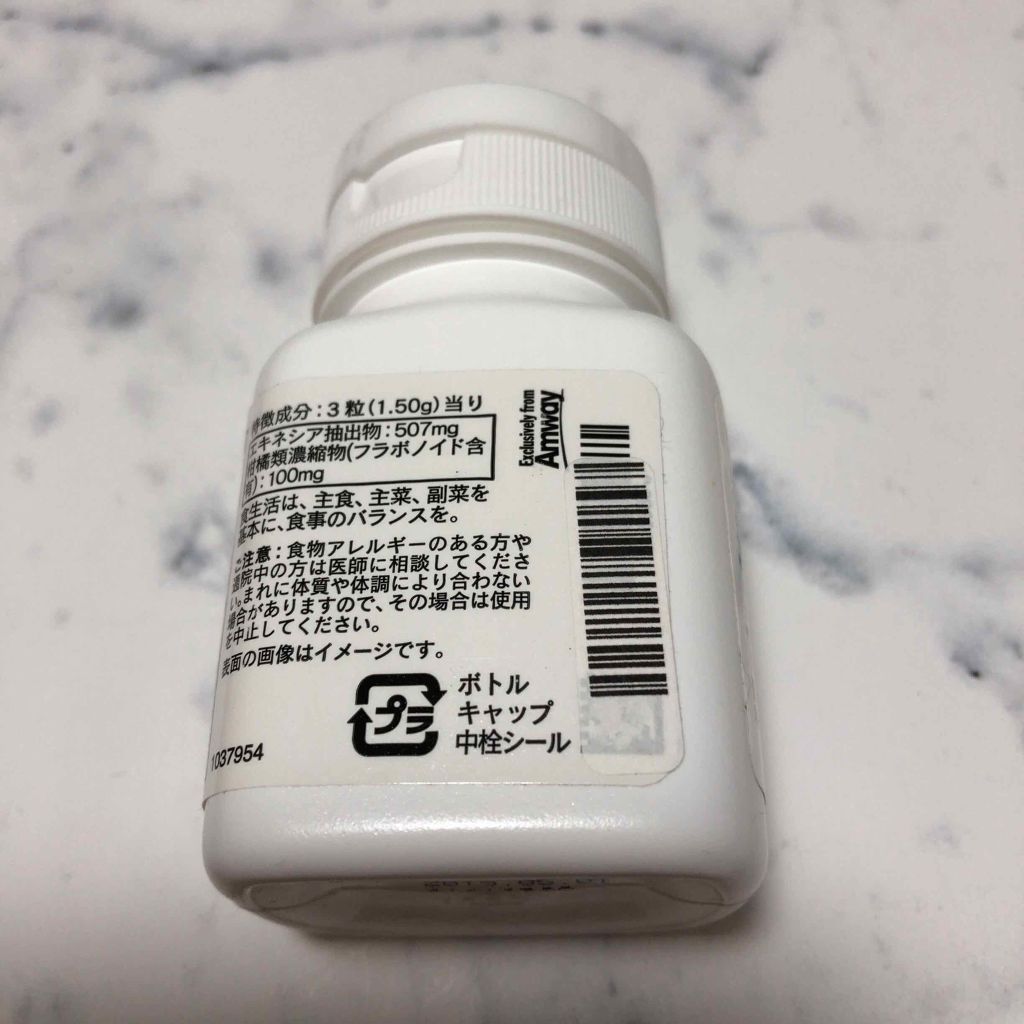 特徴成分：3粒(1.50g)当り
エキネシア抽出物：507mg
柑橘類濃縮物(フラボノイド含
有)：100mg
食生活は、主食、主菜、副菜を
基本に、食事のバランスを。
ご注意：食物アレルギーのある方や
通院中の方は医師に相談してくださ
い。まれに体質や体調により合わない
場合がありますので、その場合は使用
を中止してください。
表面の画像はイメージです。
プラ
ボトル
キャップ
中栓シール
1037954
Exclusively from
Amway